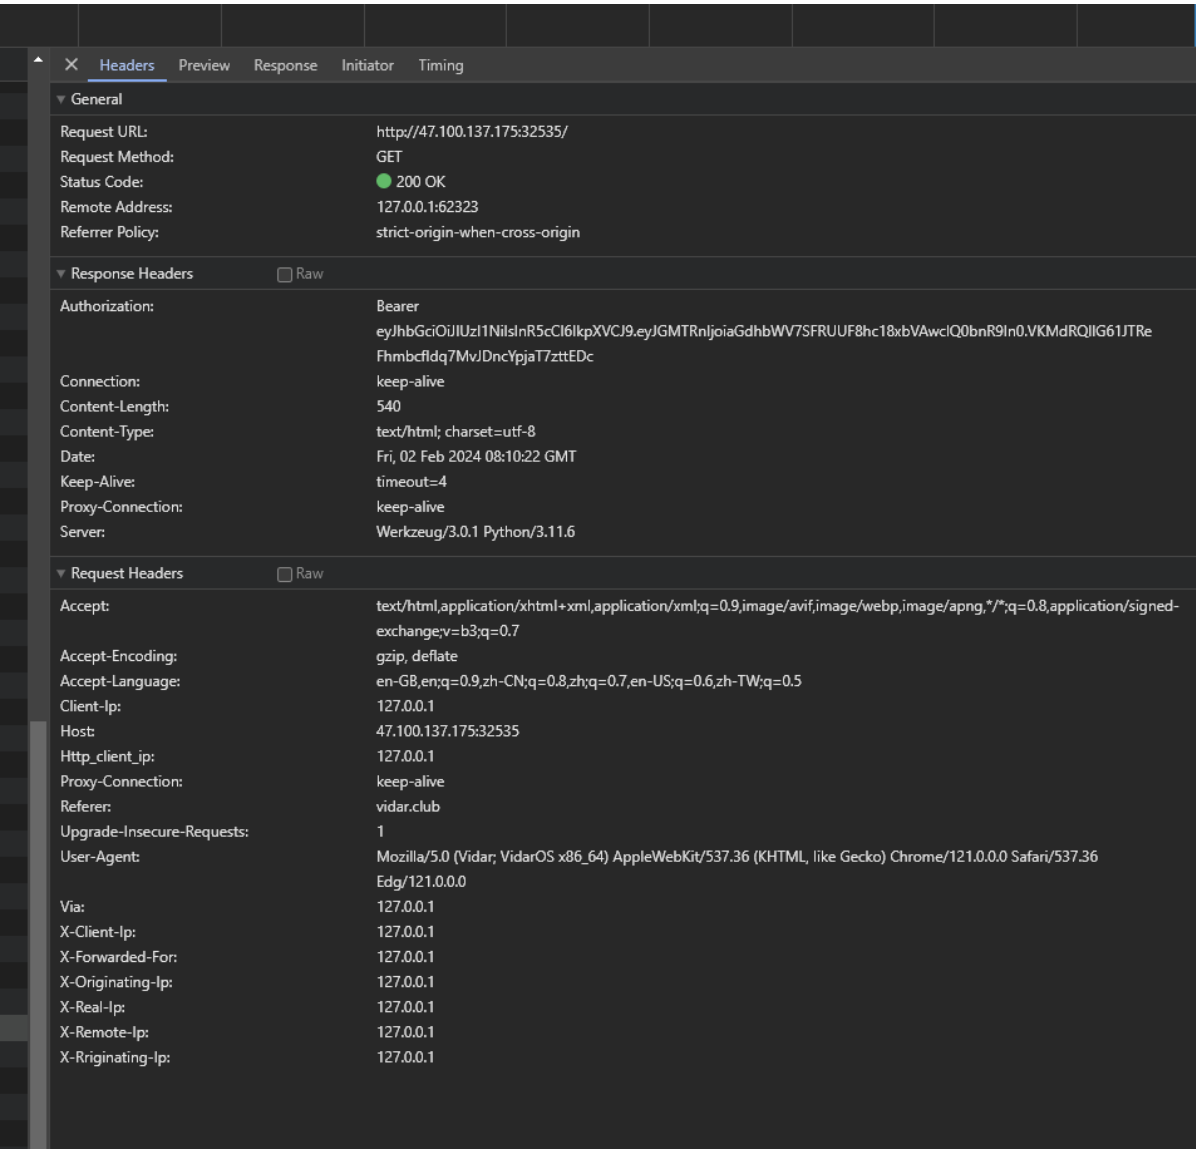 Headers Preview Response Initiator Timing
General
Request URL: http://47.100.137.175:32535/
Request Method: GET
Status Code: 200 OK
Remote Address: 127.0.0.1:62323
Referrer Policy: strict-origin-when-cross-origin
Response Headers Raw
Authorization: Bearer
eyJhbGciOiJIUzI1NiIsInR5cCI6IkpXVCJ9.eyJGMTRnIjoiaGdhbWV7SFRUUF8hc18xbVAwclQ0bnR9In0.VKMdRQllG61JTRe
FhmbcfIdq7MvJDncYpjaT7zttEDc
Connection: keep-alive
Content-Length: 540
Content-Type: text/html; charset=utf-8
Date: Fri, 02 Feb 2024 08:10:22 GMT
Keep-Alive: timeout=4
Proxy-Connection: keep-alive
Server: Werkzeug/3.0.1 Python/3.11.6
Request Headers Raw
Accept: text/html,application/xhtml+xml,application/xml;q=0.9,image/avif,image/webp,image/apng,*/*;q=0.8,application/signed-
exchange;v=b3;q=0.7
Accept-Encoding: gzip, deflate
Accept-Language: en-GB,en;q=0.9,zh-CN;q=0.8,zh;q=0.7,en-US;q=0.6,zh-TW;q=0.5
Client-Ip: 127.0.0.1
Host: 47.100.137.175:32535
Http_client_ip: 127.0.0.1
Proxy-Connection: keep-alive
Referer: vidar.club
Upgrade-Insecure-Requests: 1
User-Agent: Mozilla/5.0 (Vidar; VidarOS x86_64) AppleWebKit/537.36 (KHTML, like Gecko) Chrome/121.0.0.0 Safari/537.36
Edg/121.0.0.0
Via: 127.0.0.1
X-Client-Ip: 127.0.0.1
X-Forwarded-For: 127.0.0.1
X-Originating-Ip: 127.0.0.1
X-Real-Ip: 127.0.0.1
X-Remote-Ip: 127.0.0.1
X-Rriginating-Ip: 127.0.0.1